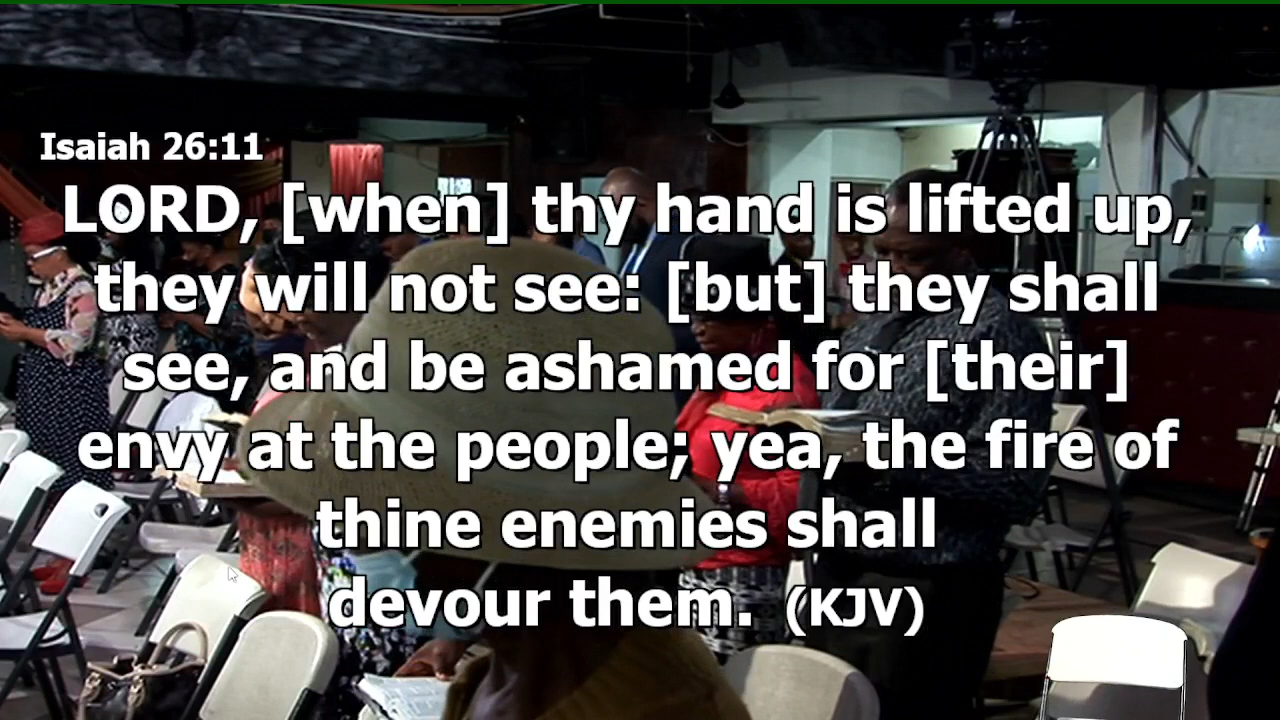 Isaiah 26:11
LORD, [when] thy hand is lifted up,
they will not see: [but] they shall
see, and be ashamed for [their]
envy at the people; yea, the fire of
thine enemies shall
devour them. (KJV)